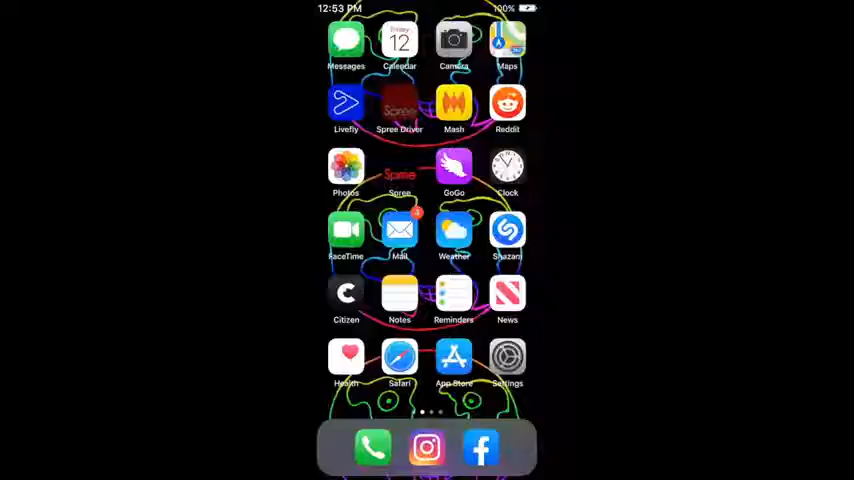 12:53 PM 100%
Friday
12
Messages Calendar Camera Maps
Spree
Livefly Spree Driver Mash Reddit
Spree
Photos Spree GoGo Clock
4
FaceTime Mail Weather Shazam
Citizen Notes Reminders News
Health Safari App Store Settings